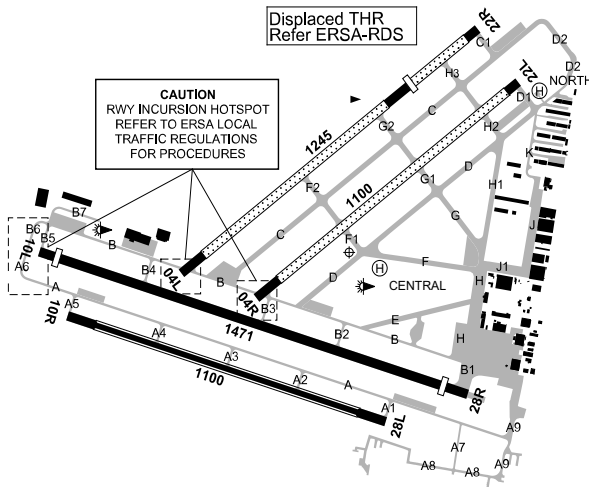 Displaced THR
Refer ERSA-RDS
CAUTION
RWY INCURSION HOTSPOT
REFER TO ERSA LOCAL
TRAFFIC REGULATIONS
FOR PROCEDURES
22R
C1
D2
H3
22L
D2
NORTH
H
D1
C
G2
H2
1245
K
D
G1
H1
1100
F2
G
B7
J
B6
B5
B
C
F1
10L
B4
04L
B
D
H
F
J1
A6
H
A
04R
B3
CENTRAL
A5
10R
E
1471
B2
B
H
A4
A3
B1
1100
A2
A
28R
A1
28L
A9
A7
A8
A8
A9